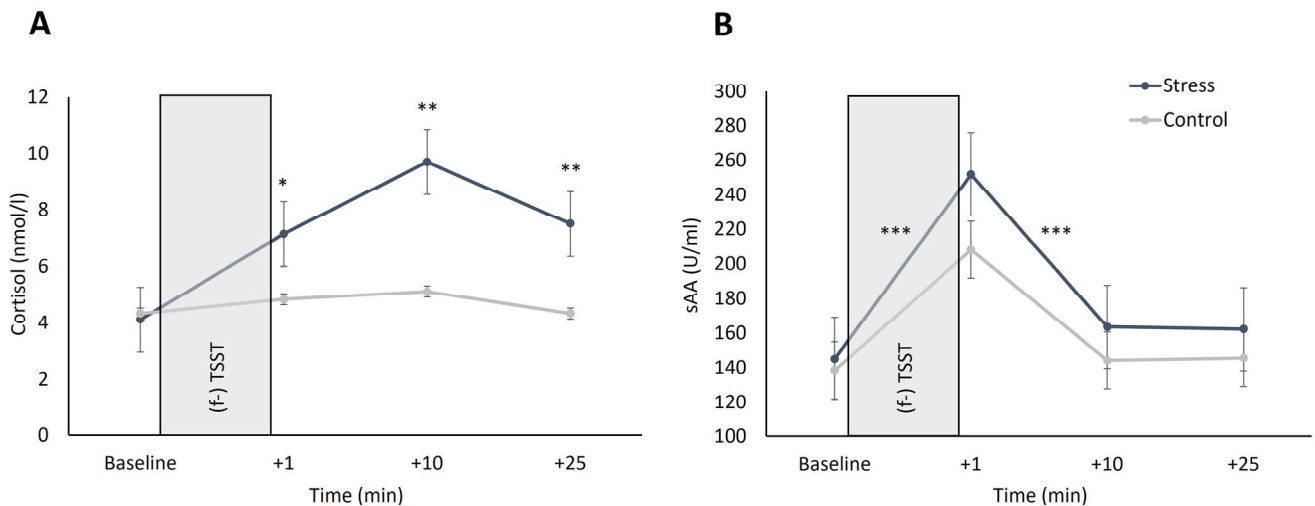 A
12
10
8
6
4
2
0
Cortisol (nmol/l)
(f-) TSST
*
**
**
Baseline
+1
+10
+25
Time (min)
B
300
280
260
240
220
200
180
160
140
120
100
sAA (U/ml)
(f-) TSST
***
***
Stress
Control
Baseline
+1
+10
+25
Time (min)